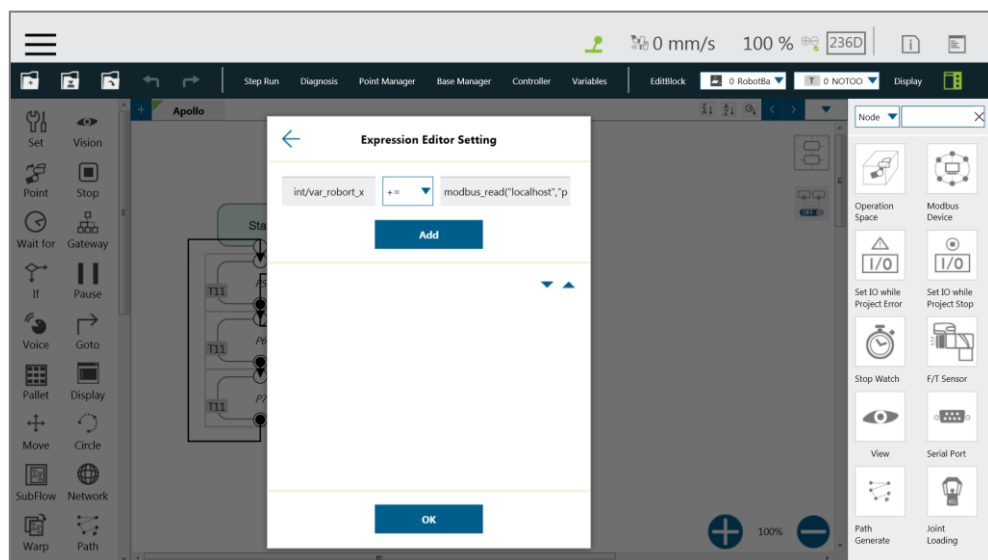 0 mm/s 100 % 236D
Step Run Diagnosis Point Manager Base Manager Controller Variables EditBlock 0 RobotBa T 0 NOTOO Display
+ Apollo
Node
Set Vision
Point Stop
Wait for Gateway
If Pause
Voice Goto
Pallet Display
Move Circle
SubFlow Network
Warp Path
Expression Editor Setting
int/var_robort_x += modbus_read("localhost","p
Add
OK
Sta
T11 P5
T11 P6
T11 P7
OFF
100%
Operation
Space
Modbus
Device
I/O
Set IO while
Project Error
I/O
Set IO while
Project Stop
Stop Watch
F/T Sensor
View
Serial Port
Path
Generate
Joint
Loading